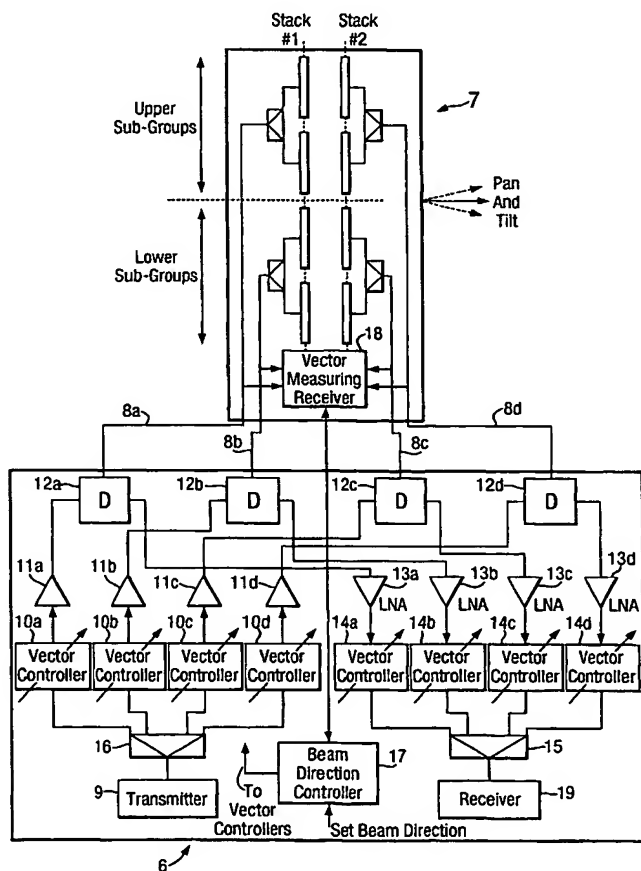 Stack #1
Stack #2
7
Upper Sub-Groups
Pan And Tilt
Lower Sub-Groups
18
Vector Measuring Receiver
8a
8b
8c
8d
12a
D
12b
D
12c
D
12d
D
11a
11b
11c
11d
13a
LNA
13b
LNA
13c
LNA
13d
LNA
10a
Vector Controller
10b
Vector Controller
10c
Vector Controller
10d
Vector Controller
14a
Vector Controller
14b
Vector Controller
14c
Vector Controller
14d
Vector Controller
16
15
9
Transmitter
To Vector Controllers
Beam Direction Controller
17
Set Beam Direction
Receiver
19
6